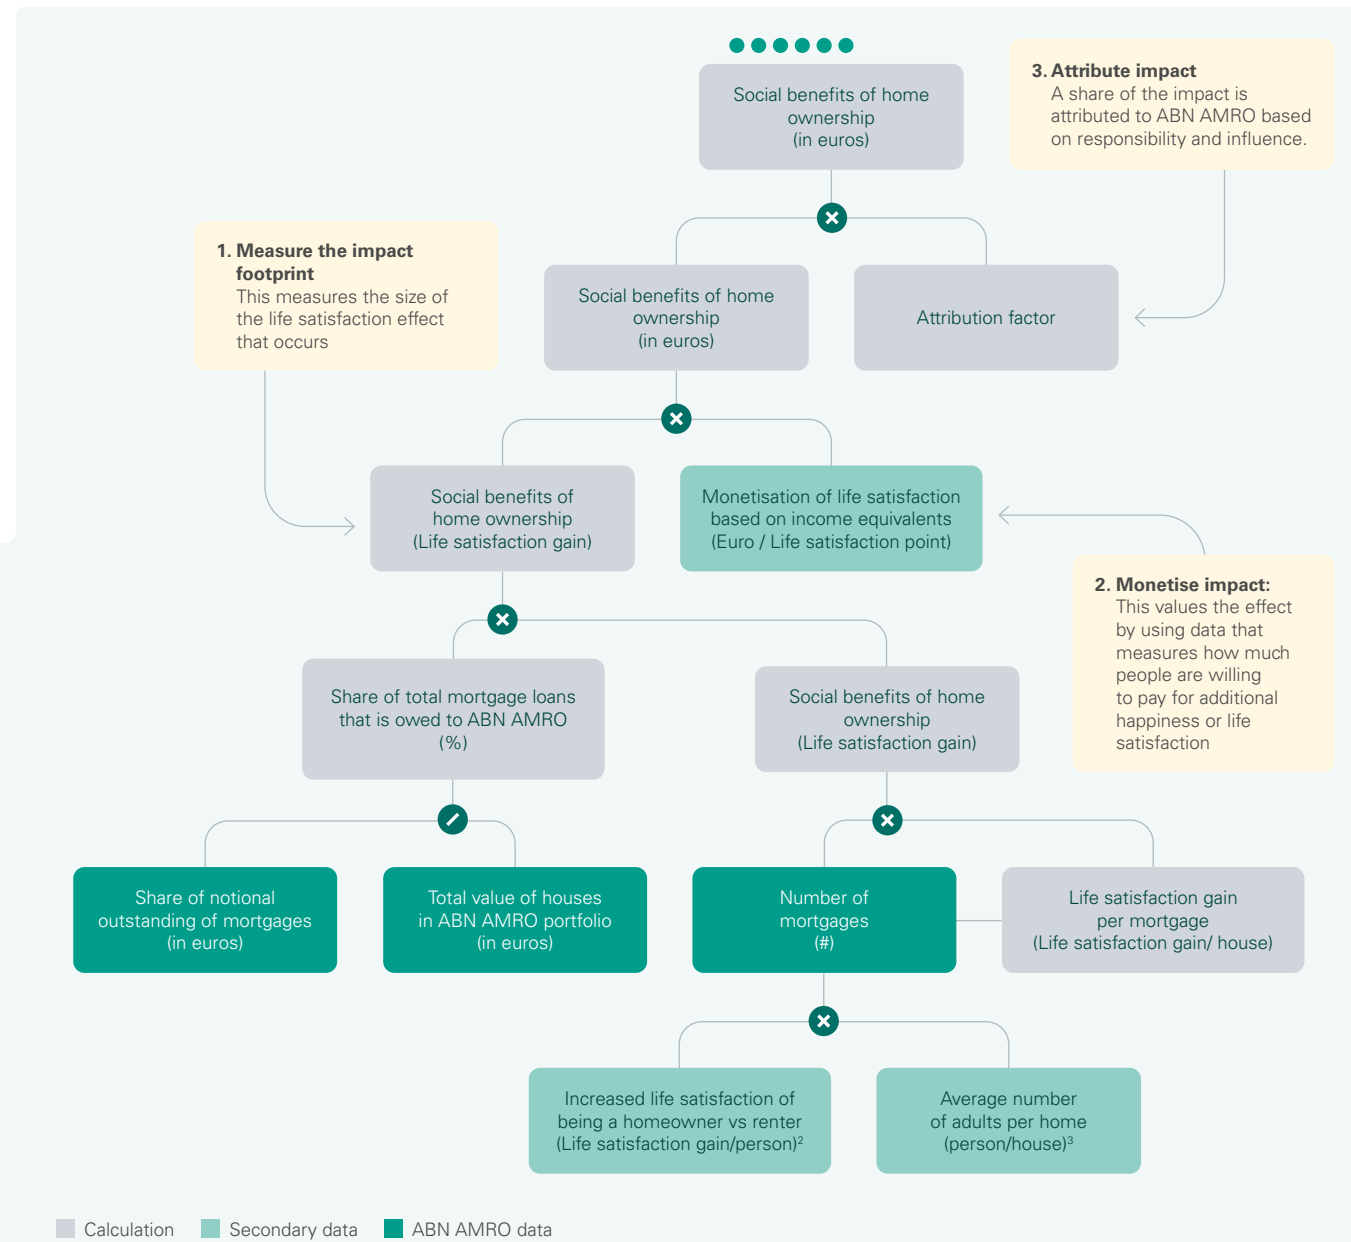 Social benefits of home
ownership
(in euros)
3. Attribute impact
A share of the impact is
attributed to ABN AMRO based
on responsibility and influence.
1. Measure the impact
footprint
This measures the size of
the life satisfaction effect
that occurs
Social benefits of home
ownership
(in euros)
Attribution factor
Social benefits of
home ownership
(Life satisfaction gain)
Monetisation of life satisfaction
based on income equivalents
(Euro / Life satisfaction point)
2. Monetise impact:
This values the effect
by using data that
measures how much
people are willing
to pay for additional
happiness or life
satisfaction
Share of total mortgage loans
that is owed to ABN AMRO
(%)
Social benefits of home
ownership
(Life satisfaction gain)
Share of notional
outstanding of mortgages
(in euros)
Total value of houses
in ABN AMRO portfolio
(in euros)
Number of
mortgages
(#)
Life satisfaction gain
per mortgage
(Life satisfaction gain/ house)
Increased life satisfaction of
being a homeowner vs renter
(Life satisfaction gain/person)²
Average number
of adults per home
(person/house)³
Calculation
Secondary data
ABN AMRO data